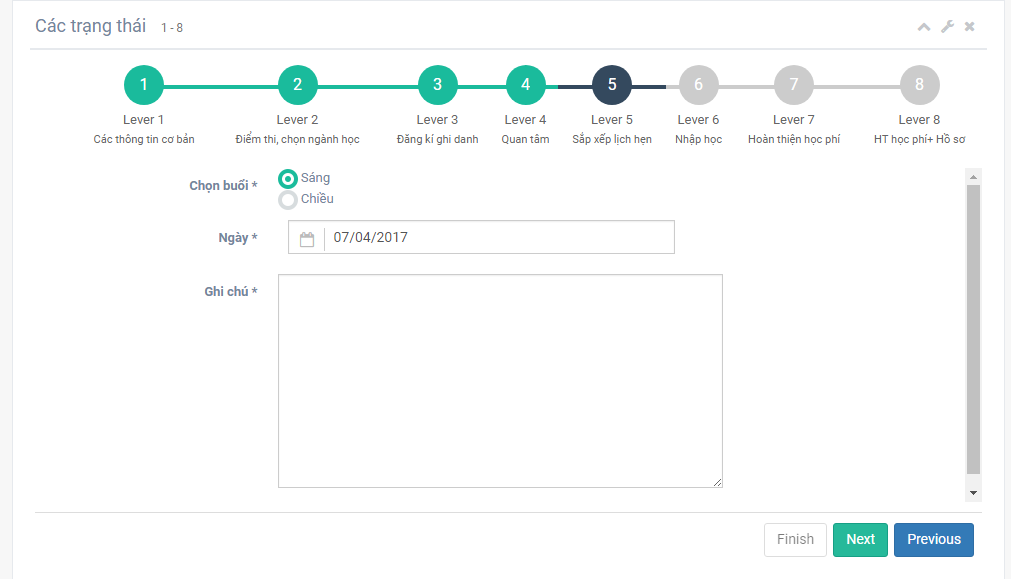 Các trạng thái 1 - 8
1 2 3 4 5 6 7 8
Lever 1 Lever 2 Lever 3 Lever 4 Lever 5 Lever 6 Lever 7 Lever 8
Các thông tin cơ bản Điểm thi, chọn ngành học Đăng kí ghi danh Quan tâm Sắp xếp lịch hẹn Nhập học Hoàn thiện học phí HT học phí+ Hồ sơ
Chọn buổi * Sáng
Chiều
Ngày * 07/04/2017
Ghi chú *
Finish Next Previous